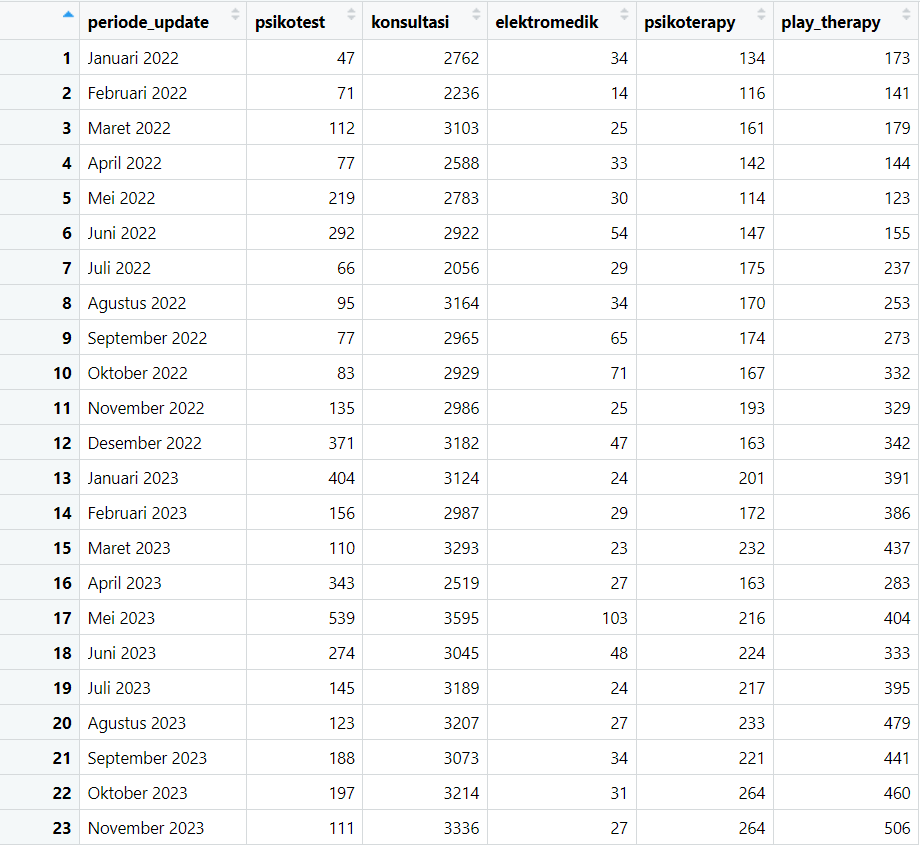 periode_update psikotest konsultasi elektromedik psikoterapy play_therapy
1 Januari 2022 47 2762 34 134 173
2 Februari 2022 71 2236 14 116 141
3 Maret 2022 112 3103 25 161 179
4 April 2022 77 2588 33 142 144
5 Mei 2022 219 2783 30 114 123
6 Juni 2022 292 2922 54 147 155
7 Juli 2022 66 2056 29 175 237
8 Agustus 2022 95 3164 34 170 253
9 September 2022 77 2965 65 174 273
10 Oktober 2022 83 2929 71 167 332
11 November 2022 135 2986 25 193 329
12 Desember 2022 371 3182 47 163 342
13 Januari 2023 404 3124 24 201 391
14 Februari 2023 156 2987 29 172 386
15 Maret 2023 110 3293 23 232 437
16 April 2023 343 2519 27 163 283
17 Mei 2023 539 3595 103 216 404
18 Juni 2023 274 3045 48 224 333
19 Juli 2023 145 3189 24 217 395
20 Agustus 2023 123 3207 27 233 479
21 September 2023 188 3073 34 221 441
22 Oktober 2023 197 3214 31 264 460
23 November 2023 111 3336 27 264 506